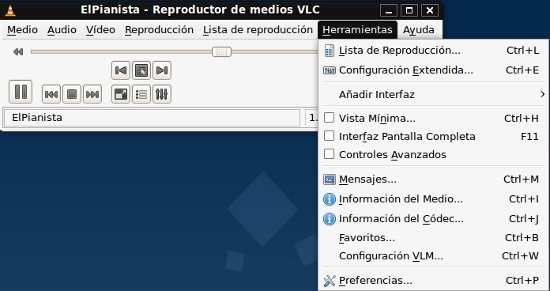 ElPianista - Reproductor de medios VLC
Medio Audio Vídeo Reproducción Lista de reproducción Herramientas Ayuda
Lista de Reproducción... Ctrl+L
Configuración Extendida... Ctrl+E
Añadir Interfaz
Vista Mínima... Ctrl+H
Interfaz Pantalla Completa F11
Controles Avanzados
Mensajes... Ctrl+M
Información del Medio... Ctrl+I
Información del Códec... Ctrl+J
Favoritos... Ctrl+B
Configuración VLM... Ctrl+W
Preferencias... Ctrl+P
ElPianista 1.